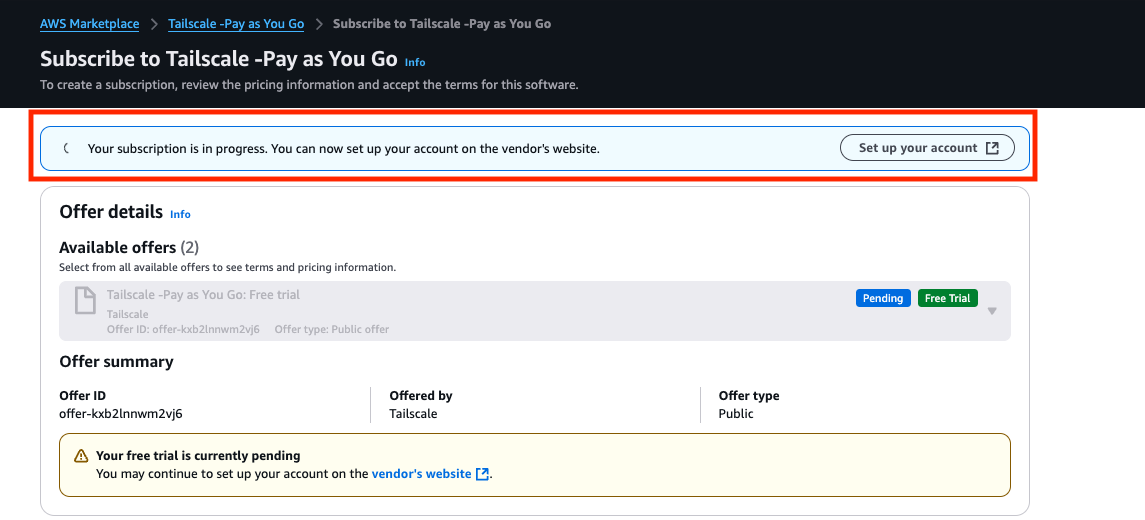 AWS Marketplace > Tailscale -Pay as You Go > Subscribe to Tailscale -Pay as You Go
Subscribe to Tailscale -Pay as You Go Info
To create a subscription, review the pricing information and accept the terms for this software.
Your subscription is in progress. You can now set up your account on the vendor's website. Set up your account
Offer details Info
Available offers (2)
Select from all available offers to see terms and pricing information.
Tailscale -Pay as You Go: Free trial Pending Free Trial
Tailscale
Offer ID: offer-kxb2lnnwm2vj6 Offer type: Public offer
Offer summary
Offer ID Offered by Offer type
offer-kxb2lnnwm2vj6 Tailscale Public
Your free trial is currently pending
You may continue to set up your account on the vendor's website.